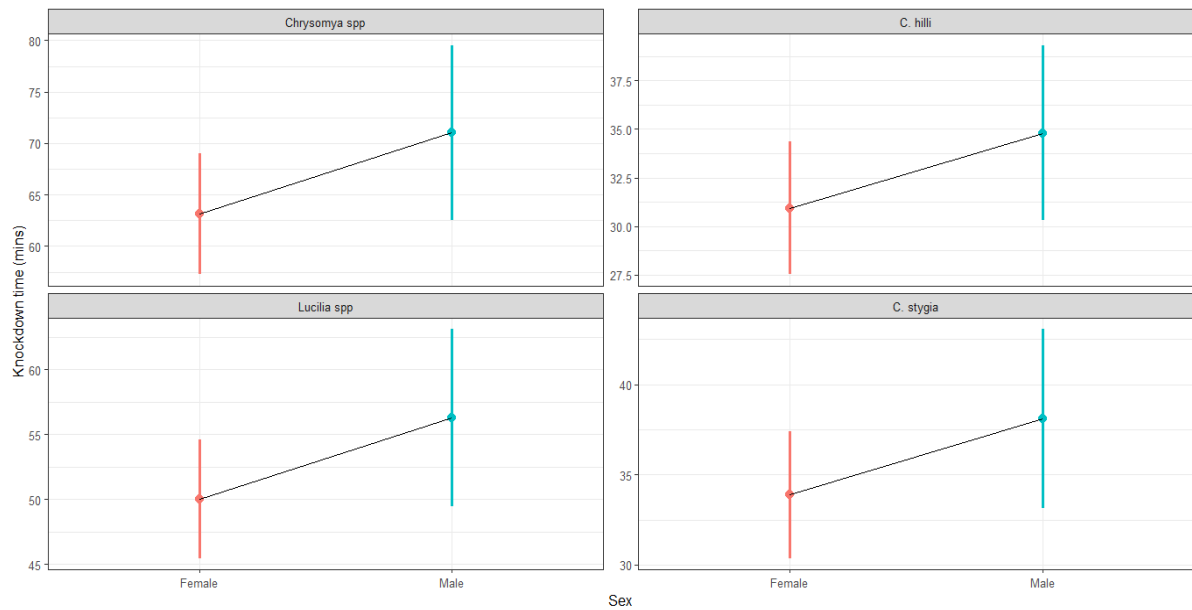 Chrysomya spp
C. hilli
80
75
70
65
60
37.5
35.0
32.5
30.0
27.5
Knockdown time (mins)
Lucilia spp
C. stygia
60
55
50
45
40
35
30
Female
Male
Female
Male
Sex